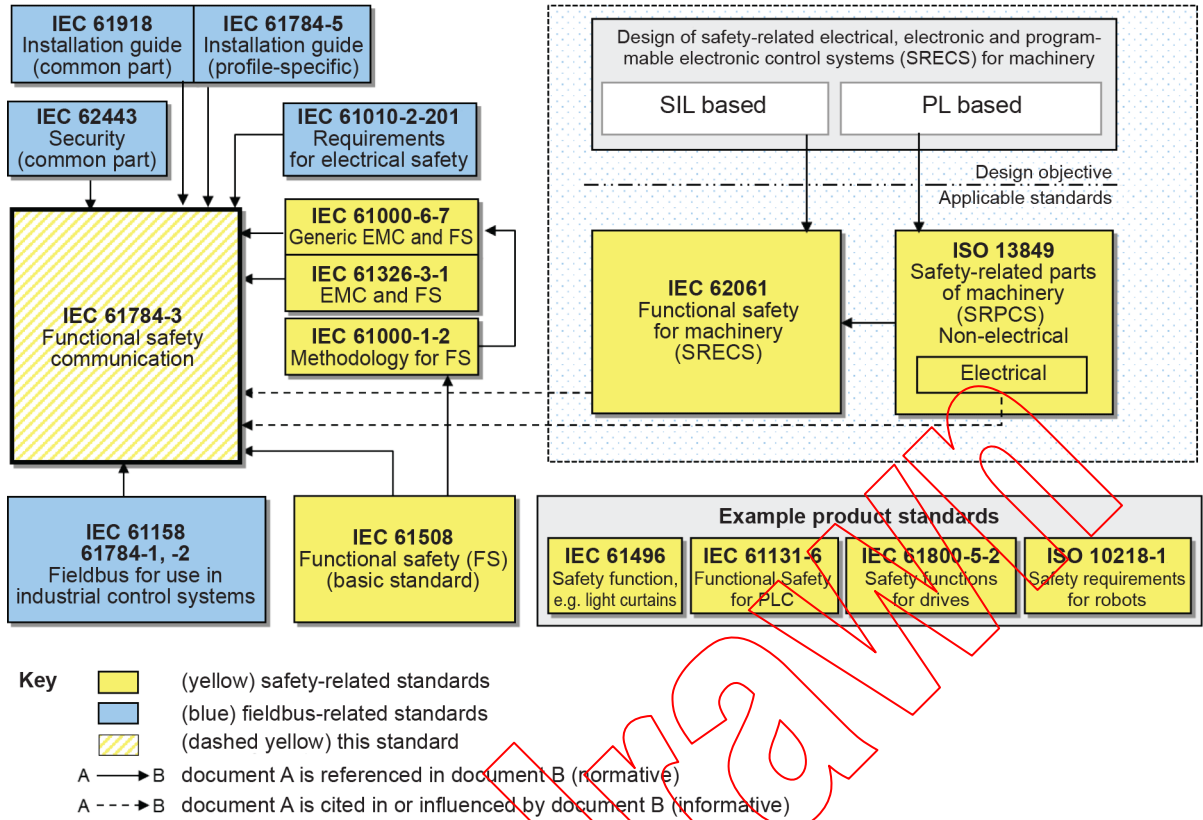 IEC 61918
Installation guide
(common part)
IEC 61784-5
Installation guide
(profile-specific)
IEC 62443
Security
(common part)
IEC 61010-2-201
Requirements
for electrical safety
IEC 61000-6-7
Generic EMC and FS
IEC 61326-3-1
EMC and FS
IEC 61000-1-2
Methodology for FS
IEC 61784-3
Functional safety
communication
IEC 61158
61784-1, -2
Fieldbus for use in
industrial control systems
IEC 61508
Functional safety (FS)
(basic standard)
Design of safety-related electrical, electronic and program-
mable electronic control systems (SRECS) for machinery
SIL based
PL based
Design objective
Applicable standards
IEC 62061
Functional safety
for machinery
(SRECS)
ISO 13849
Safety-related parts
of machinery
(SRPCS)
Non-electrical
Electrical
Example product standards
IEC 61496
Safety function,
e.g. light curtains
IEC 61131-6
Functional Safety
for PLC
IEC 61800-5-2
Safety functions
for drives
ISO 10218-1
Safety requirements
for robots
Key
(yellow) safety-related standards
(blue) fieldbus-related standards
(dashed yellow) this standard
A B document A is referenced in document B (normative)
A B document A is cited in or influenced by document B (informative)
rawn